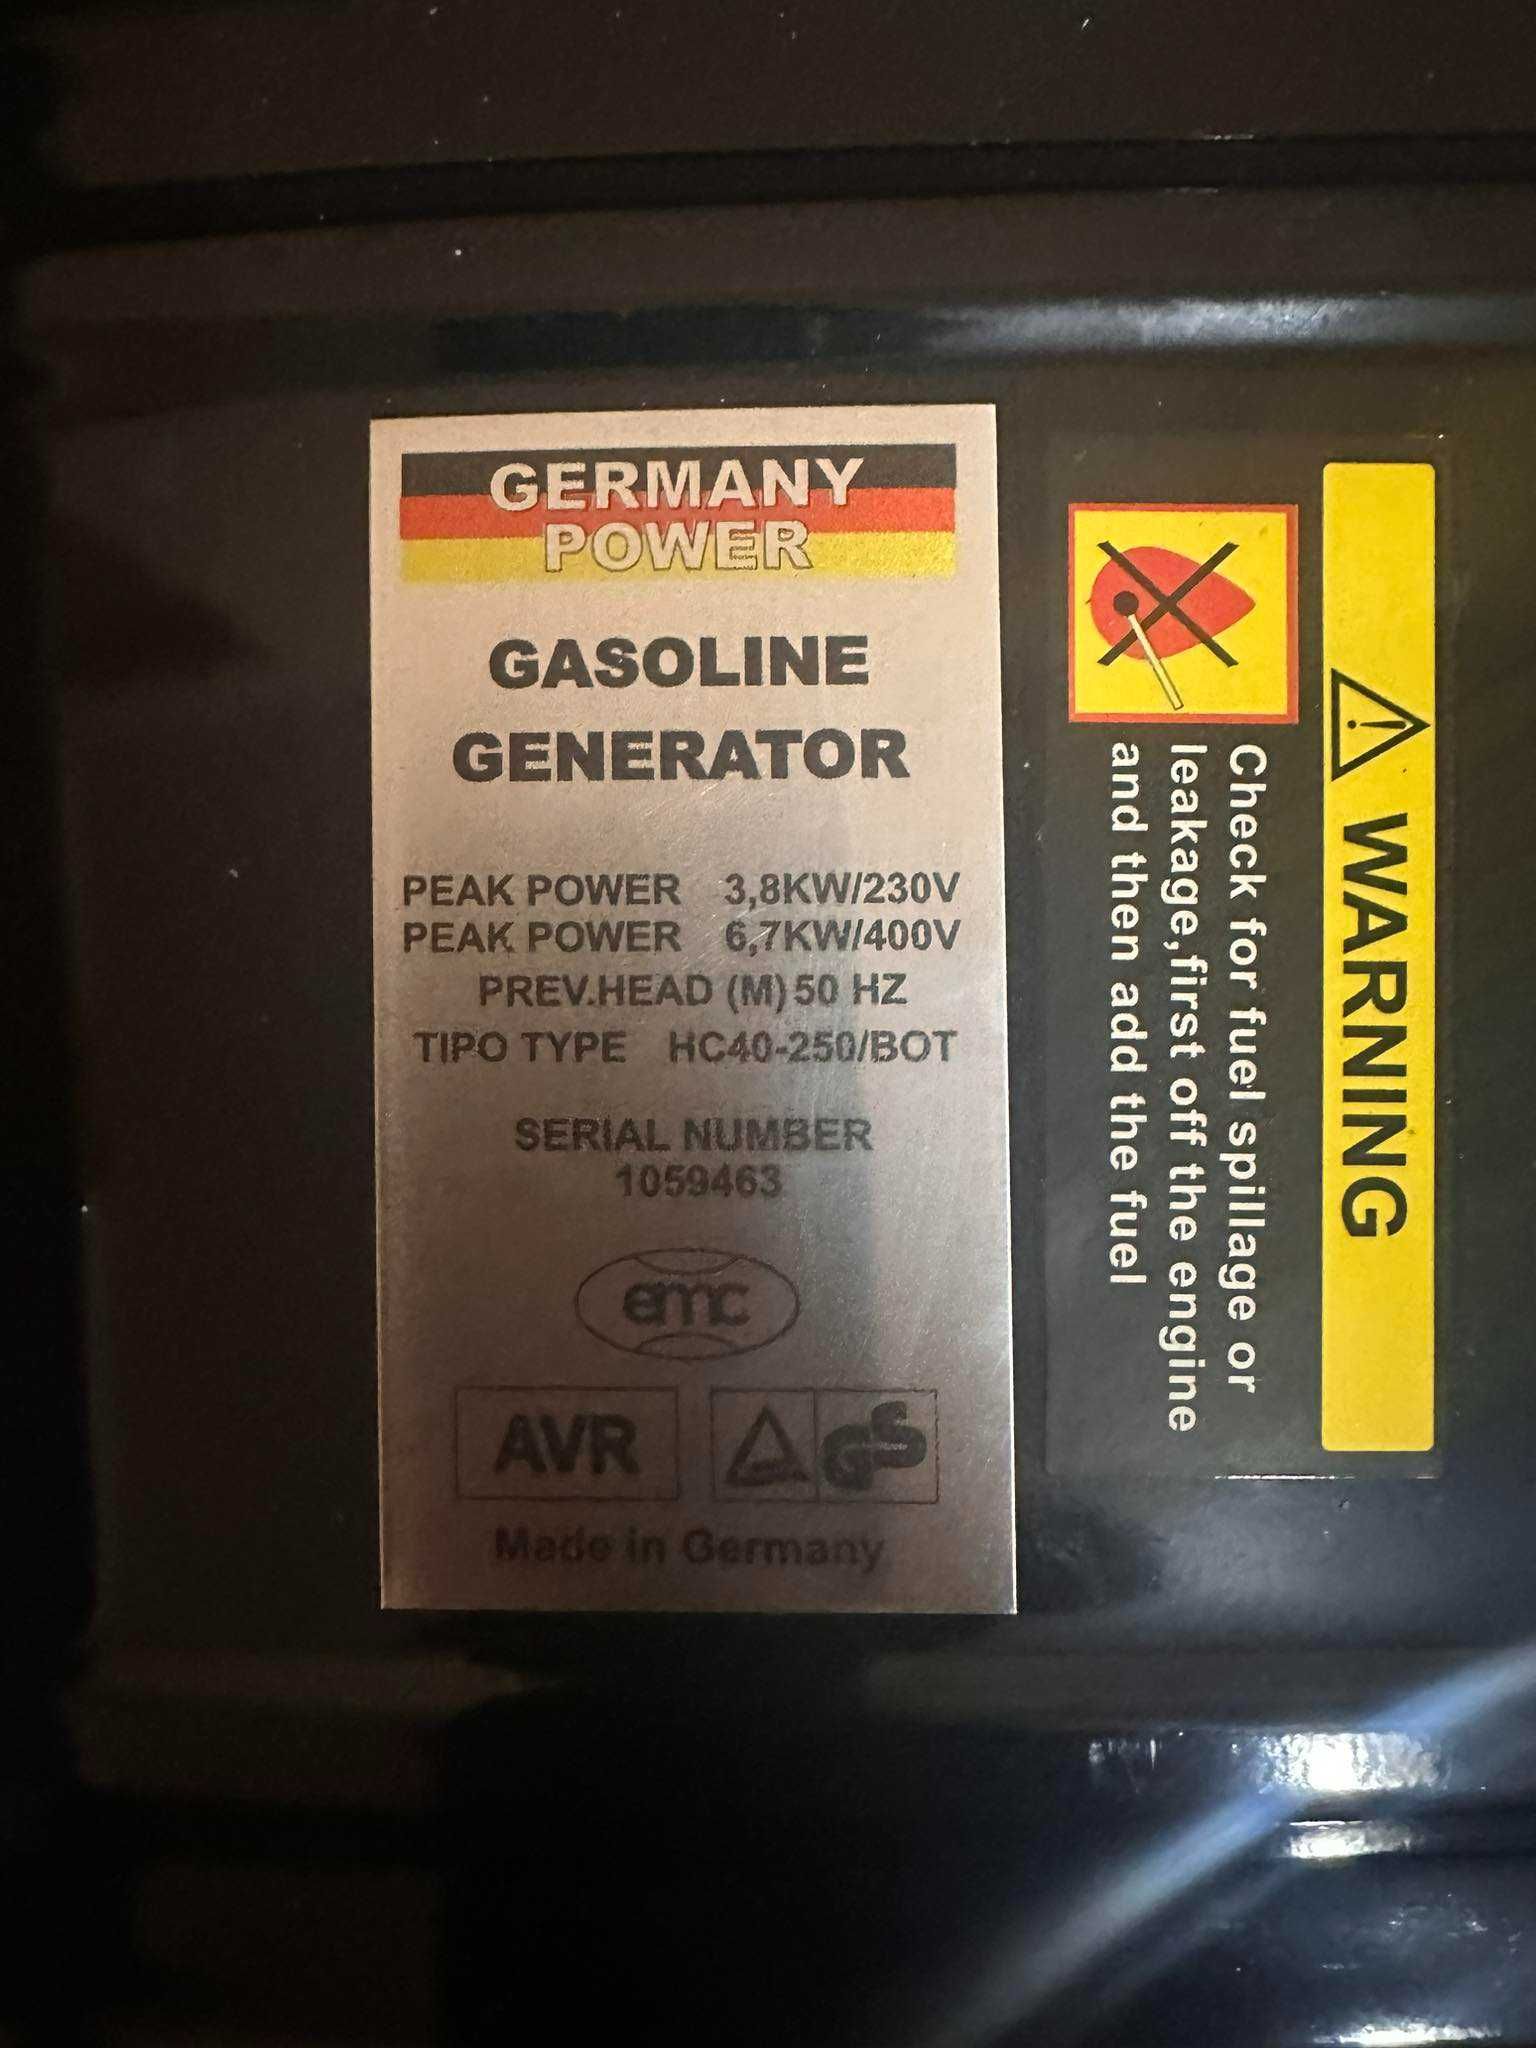 GERMANY
POWER
GASOLINE
GENERATOR
PEAK POWER 3,8KW/230V
PEAK POWER 6,7KW/400V
PREV.HEAD (M) 50 HZ
TIPO TYPE HC40-250/BOT
SERIAL NUMBER
1059463
emc
AVR
GS
Made in Germany
WARNING
Check for fuel spillage or
leakage,first off the engine
and then add the fuel